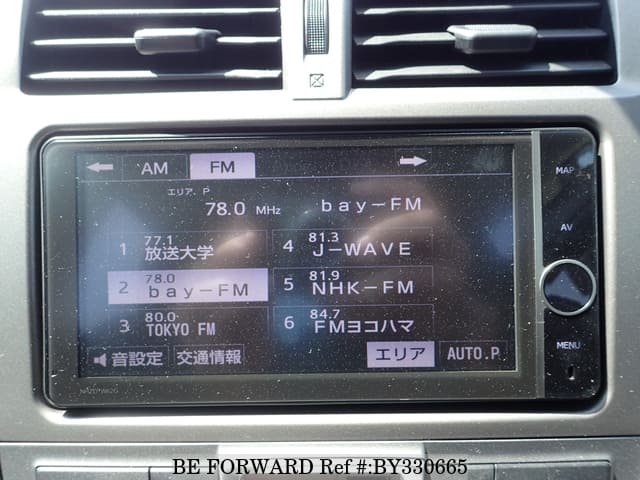 AM FM
MAP
エリア. P
78.0 MHz bay-FM
AV
1 77.1 放送大学
4 81.3 J-WAVE
2 78.0 bay-FM
5 81.9 NHK-FM
3 80.0 TOKYO FM
6 84.7 FMヨコハマ
MENU
音設定 交通情報 エリア AUTO.P
BE FORWARD Ref #:BY330665